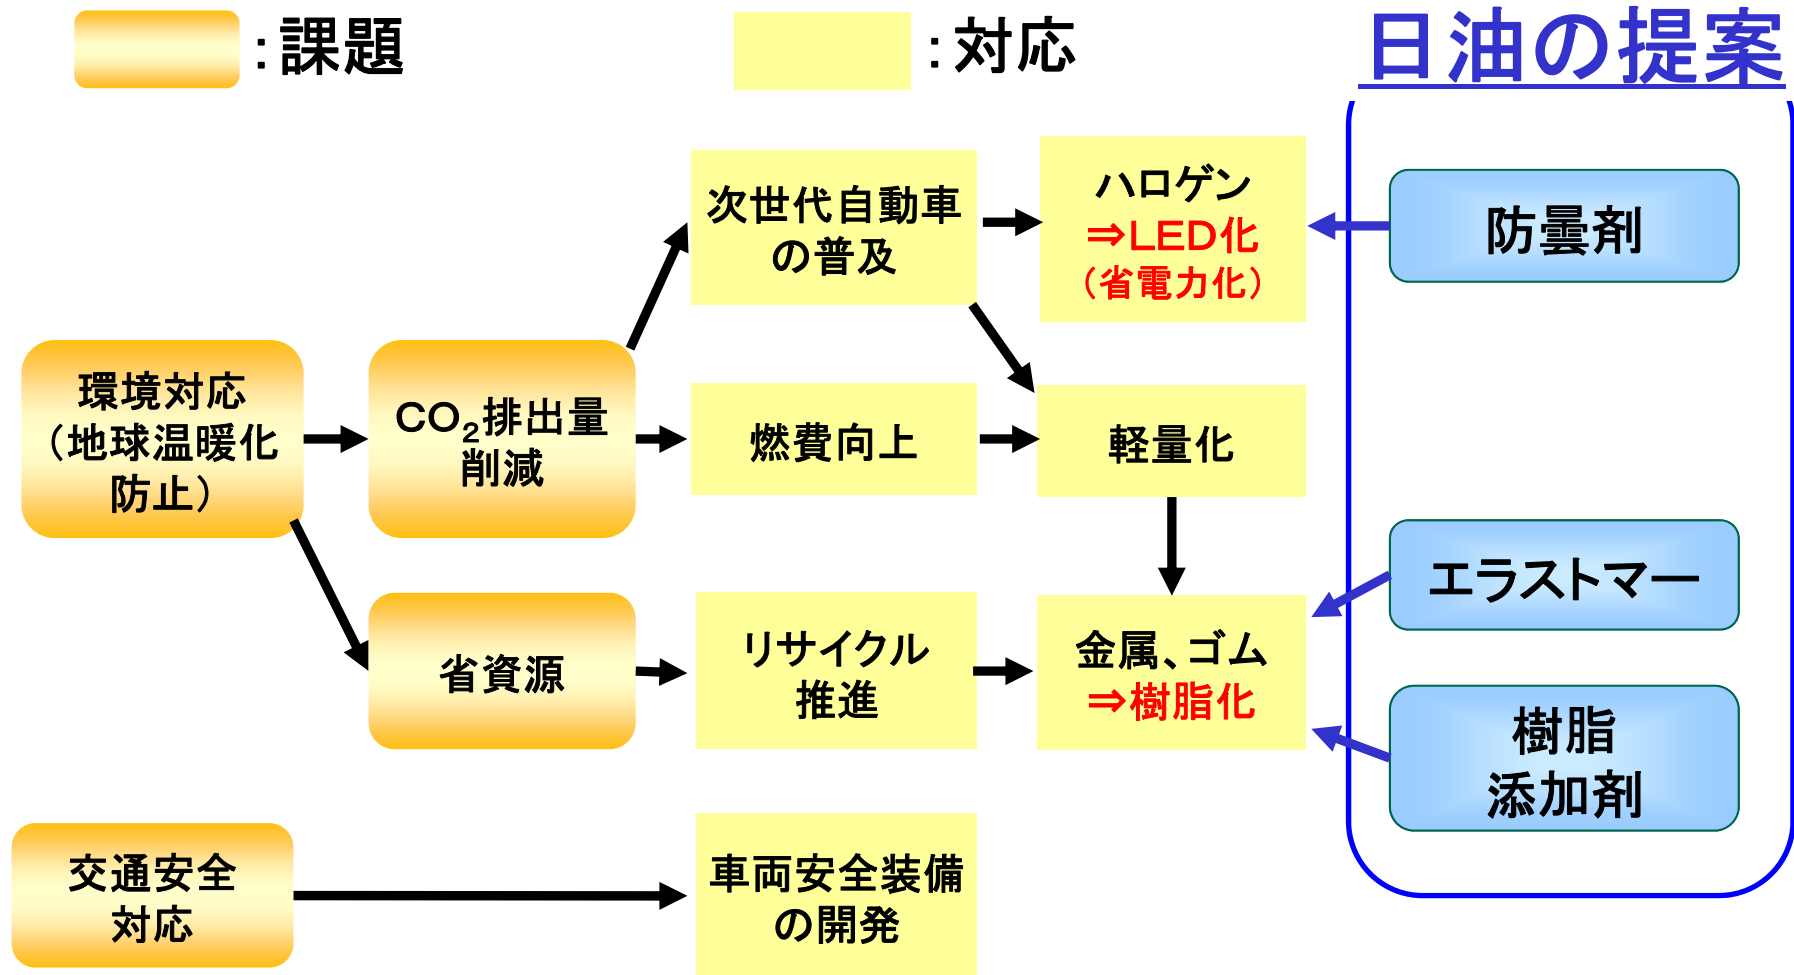 :課題
:対応
日油の提案
次世代自動車
の普及
ハロゲン
⇒LED化
(省電力化)
防曇剤
環境対応
(地球温暖化
防止)
CO₂排出量
削減
燃費向上
軽量化
エラストマー
省資源
リサイクル
推進
金属、ゴム
⇒樹脂化
樹脂
添加剤
交通安全
対応
車両安全装備
の開発